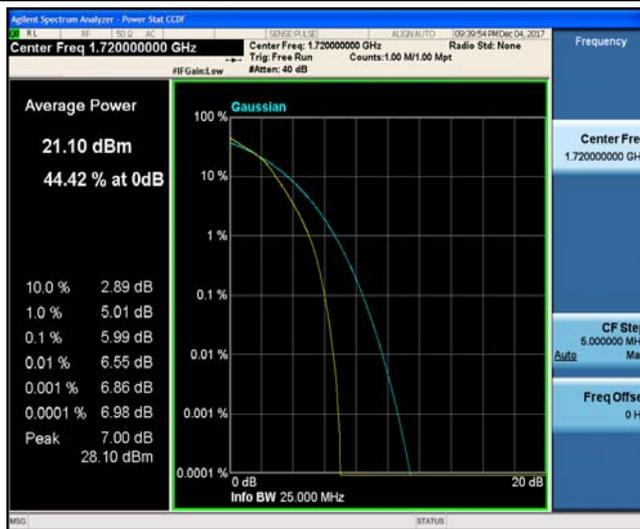 Agilent Spectrum Analyzer - Power Stat CCDF
RL RF 50 Ω AC SENSE:PULSE ALIGN AUTO 09:39:54 PM Dec 04, 2017
Center Freq 1.720000000 GHz
Center Freq: 1.720000000 GHz Radio Std: None
Trig: Free Run Counts:1.00 M/1.00 Mpt
#IFGain:Low #Atten: 40 dB
Frequency
Average Power
21.10 dBm
44.42 % at 0dB
10.0 % 2.89 dB
1.0 % 5.01 dB
0.1 % 5.99 dB
0.01 % 6.55 dB
0.001 % 6.86 dB
0.0001 % 6.98 dB
Peak 7.00 dB
28.10 dBm
Gaussian
100 %
10 %
1 %
0.1 %
0.01 %
0.001 %
0.0001 %
0 dB 20 dB
Info BW 25.000 MHz
Center Fre
1.720000000 GH
CF Ste
5.000000 MH
Auto Ma
Freq Offse
0 H
MSG STATUS